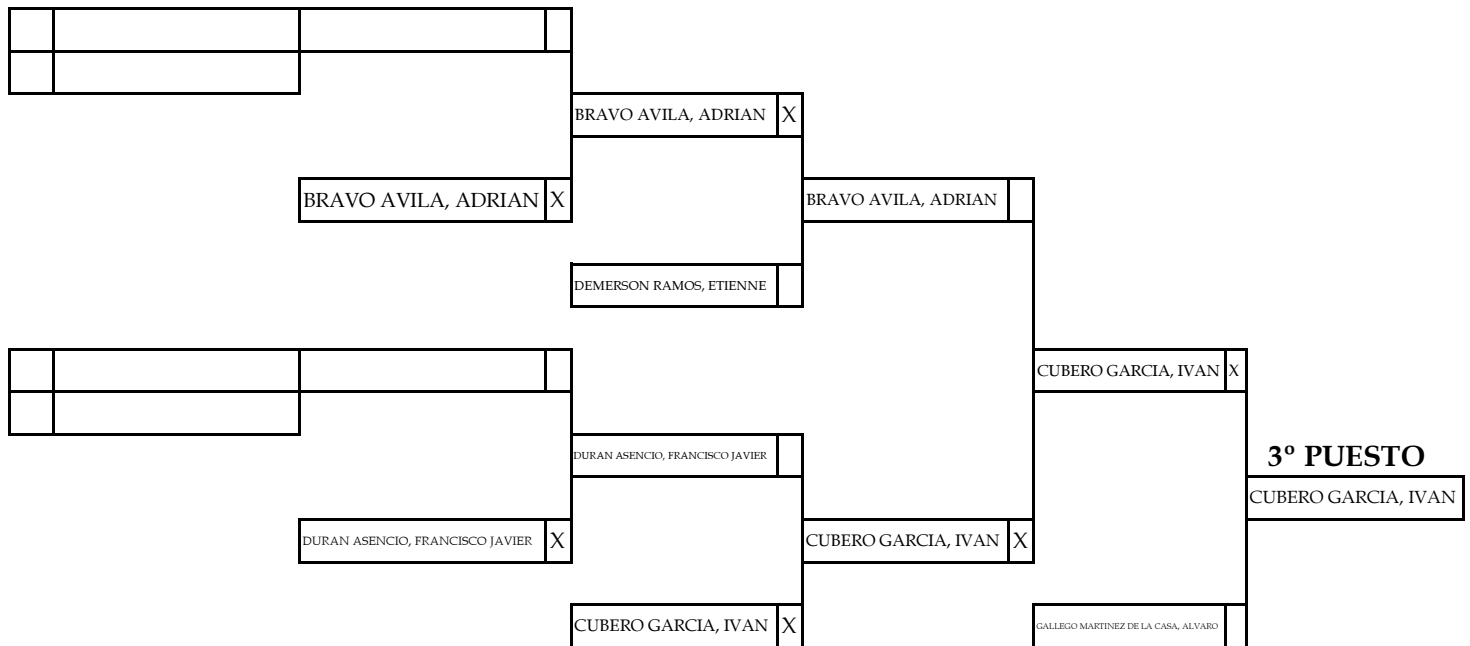 BRAVO AVILA, ADRIAN X
BRAVO AVILA, ADRIAN X
BRAVO AVILA, ADRIAN
DEMERSON RAMOS, ETIENNE
CUBERO GARCIA, IVAN X
DURAN ASENCIO, FRANCISCO JAVIER
3º PUESTO
CUBERO GARCIA, IVAN
DURAN ASENCIO, FRANCISCO JAVIER X
CUBERO GARCIA, IVAN X
CUBERO GARCIA, IVAN X
GALLEGO MARTINEZ DE LA CASA, ALVARO